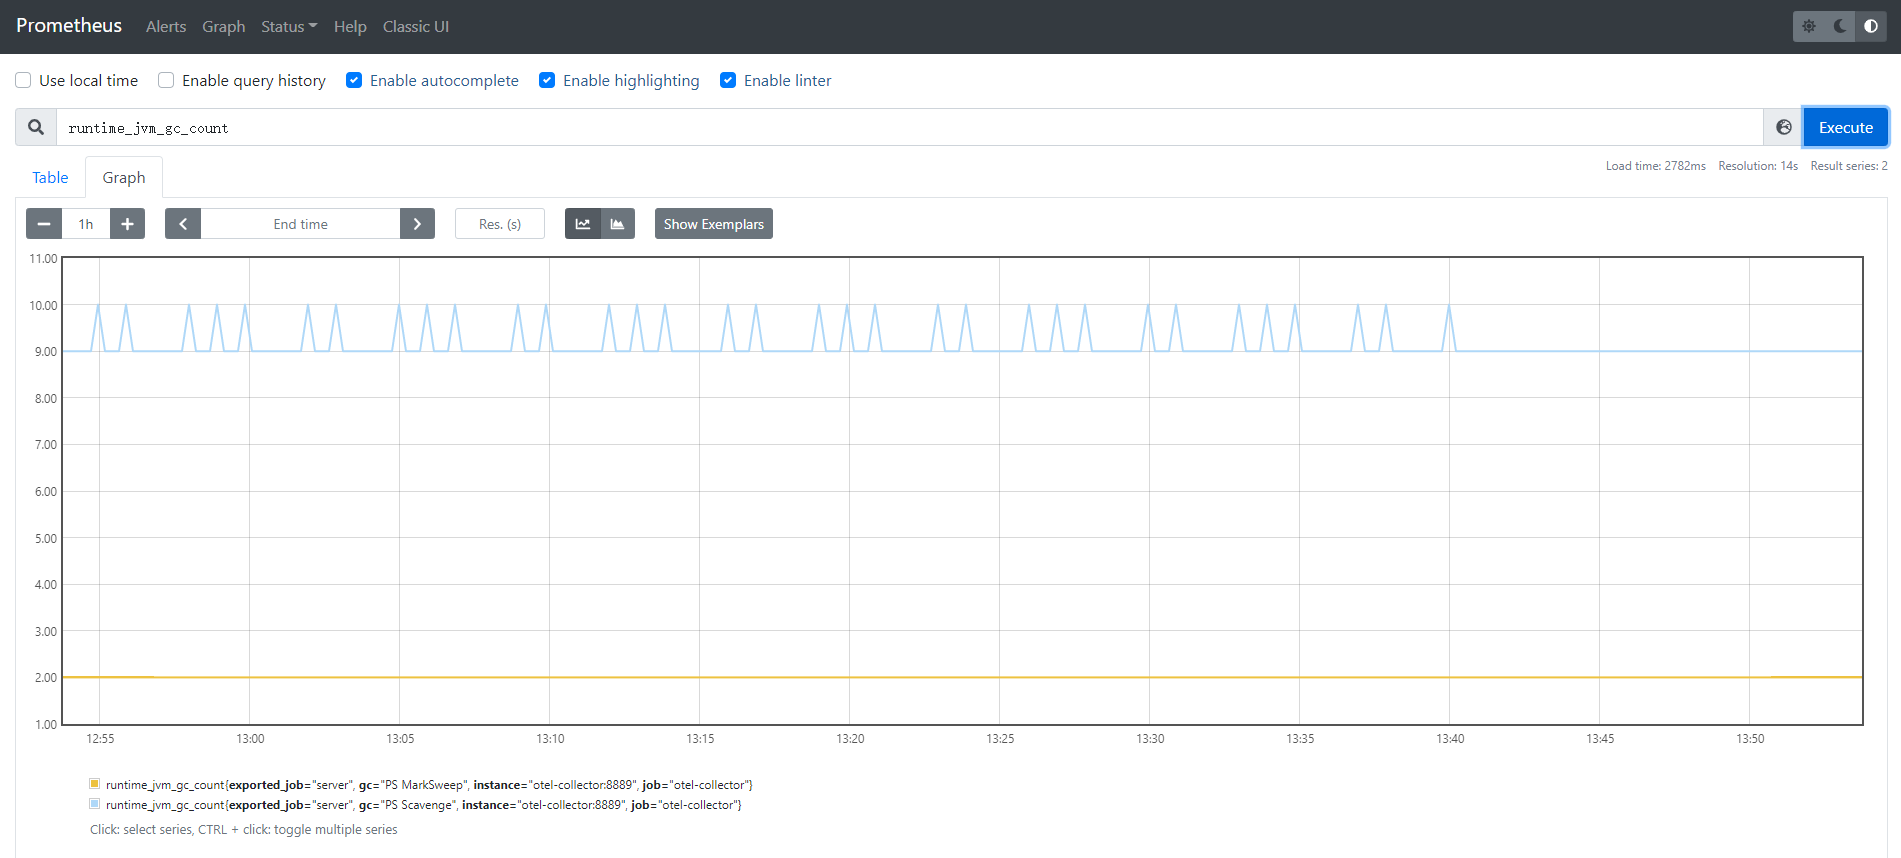 Prometheus Alerts Graph Status Help Classic UI
Use local time Enable query history Enable autocomplete Enable highlighting Enable linter
runtime_jvm_gc_count Execute
Load time: 2782ms Resolution: 14s Result series: 2
Table Graph
1h End time Res. (s) Show Exemplars
11.00
10.00
9.00
8.00
7.00
6.00
5.00
4.00
3.00
2.00
1.00
12:55 13:00 13:05 13:10 13:15 13:20 13:25 13:30 13:35 13:40 13:45 13:50
runtime_jvm_gc_count{exported_job="server", gc="PS MarkSweep", instance="otel-collector:8889", job="otel-collector"}
runtime_jvm_gc_count{exported_job="server", gc="PS Scavenge", instance="otel-collector:8889", job="otel-collector"}
Click: select series, CTRL + click: toggle multiple series